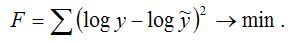 F = ∑(log y − log ỹ)² → min .